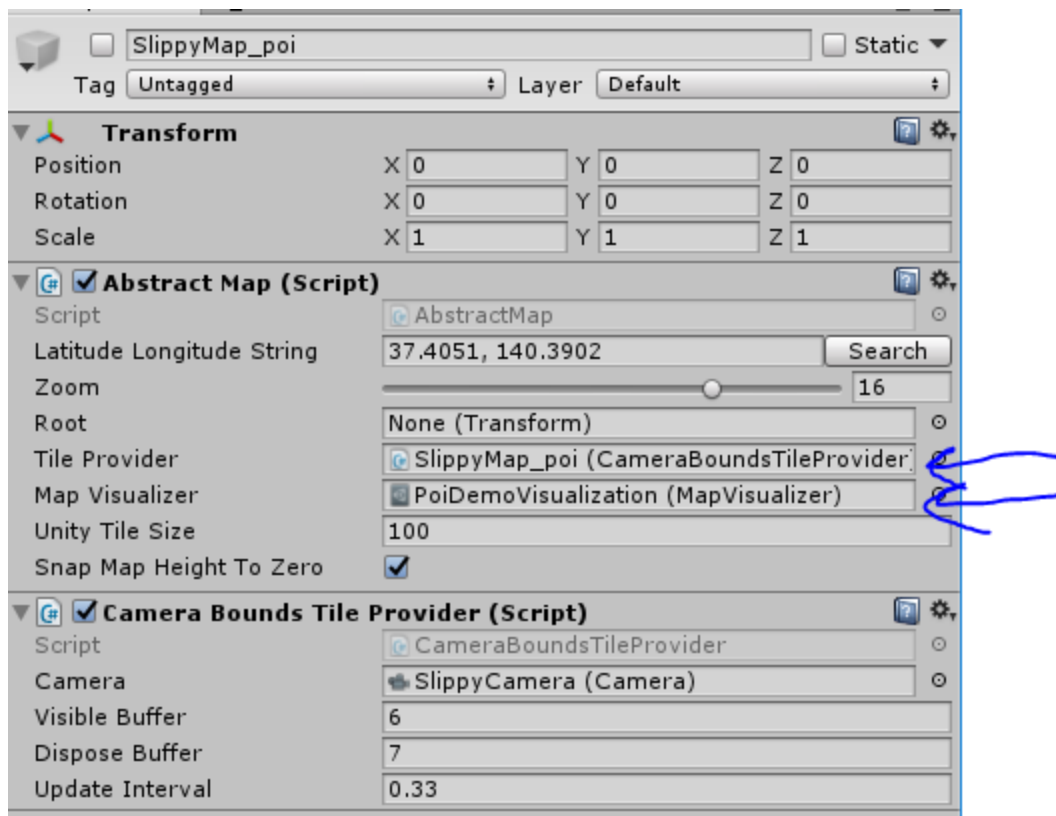 SlippyMap_poi Static
Tag Untagged Layer Default
Transform
Position X 0 Y 0 Z 0
Rotation X 0 Y 0 Z 0
Scale X 1 Y 1 Z 1
Abstract Map (Script)
Script AbstractMap
Latitude Longitude String 37.4051, 140.3902 Search
Zoom 16
Root None (Transform)
Tile Provider SlippyMap_poi (CameraBoundsTileProvider)
Map Visualizer PoiDemoVisualization (MapVisualizer)
Unity Tile Size 100
Snap Map Height To Zero
Camera Bounds Tile Provider (Script)
Script CameraBoundsTileProvider
Camera SlippyCamera (Camera)
Visible Buffer 6
Dispose Buffer 7
Update Interval 0.33